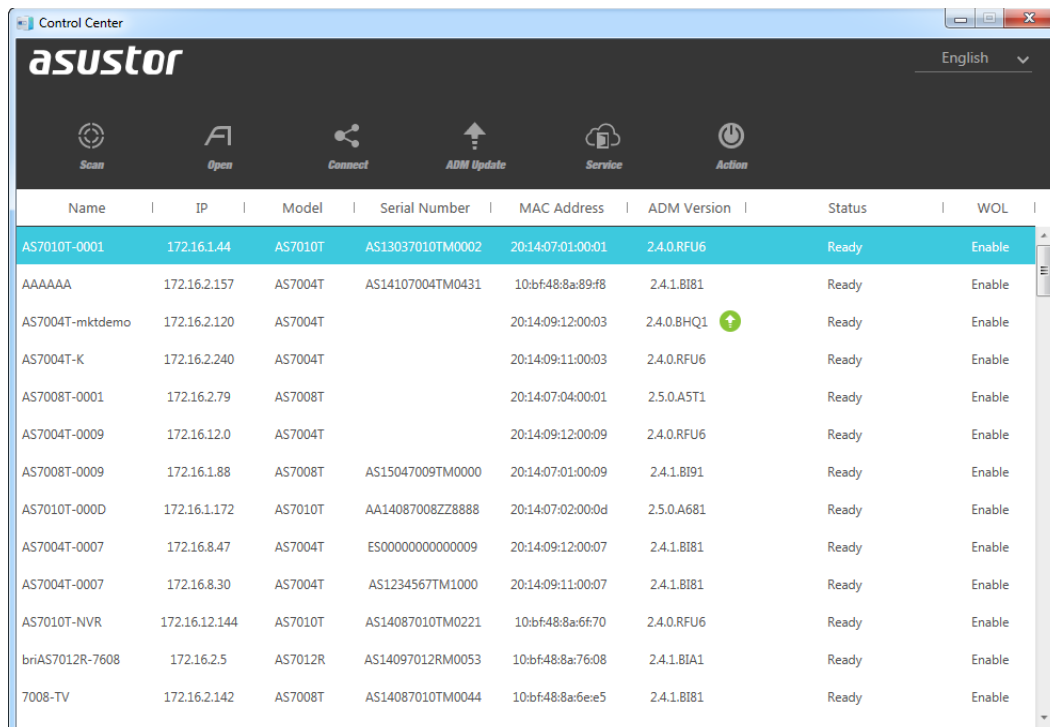 Control Center
asustor
English
Scan Open Connect ADM Update Service Action
Name IP Model Serial Number MAC Address ADM Version Status WOL
AS7010T-0001 172.16.1.44 AS7010T AS13037010TM0002 20:14:07:01:00:01 2.4.0.RFU6 Ready Enable
AAAAAA 172.16.2.157 AS7004T AS14107004TM0431 10:bf:48:8a:89:f8 2.4.1.BI81 Ready Enable
AS7004T-mktdemo 172.16.2.120 AS7004T 20:14:09:12:00:03 2.4.0.BHQ1 Ready Enable
AS7004T-K 172.16.2.240 AS7004T 20:14:09:11:00:03 2.4.0.RFU6 Ready Enable
AS7008T-0001 172.16.2.79 AS7008T 20:14:07:04:00:01 2.5.0.A5T1 Ready Enable
AS7004T-0009 172.16.12.0 AS7004T 20:14:09:12:00:09 2.4.0.RFU6 Ready Enable
AS7008T-0009 172.16.1.88 AS7008T AS15047009TM0000 20:14:07:01:00:09 2.4.1.BI91 Ready Enable
AS7010T-000D 172.16.1.172 AS7010T AA14087008ZZ8888 20:14:07:02:00:0d 2.5.0.A681 Ready Enable
AS7004T-0007 172.16.8.47 AS7004T ES00000000000009 20:14:09:12:00:07 2.4.1.BI81 Ready Enable
AS7004T-0007 172.16.8.30 AS7004T AS1234567TM1000 20:14:09:11:00:07 2.4.1.BI81 Ready Enable
AS7010T-NVR 172.16.12.144 AS7010T AS14087010TM0221 10:bf:48:8a:6f:70 2.4.0.RFU6 Ready Enable
briAS7012R-7608 172.16.2.5 AS7012R AS14097012RM0053 10:bf:48:8a:76:08 2.4.1.BIA1 Ready Enable
7008-TV 172.16.2.142 AS7008T AS14087010TM0044 10:bf:48:8a:6e:e5 2.4.1.BI81 Ready Enable